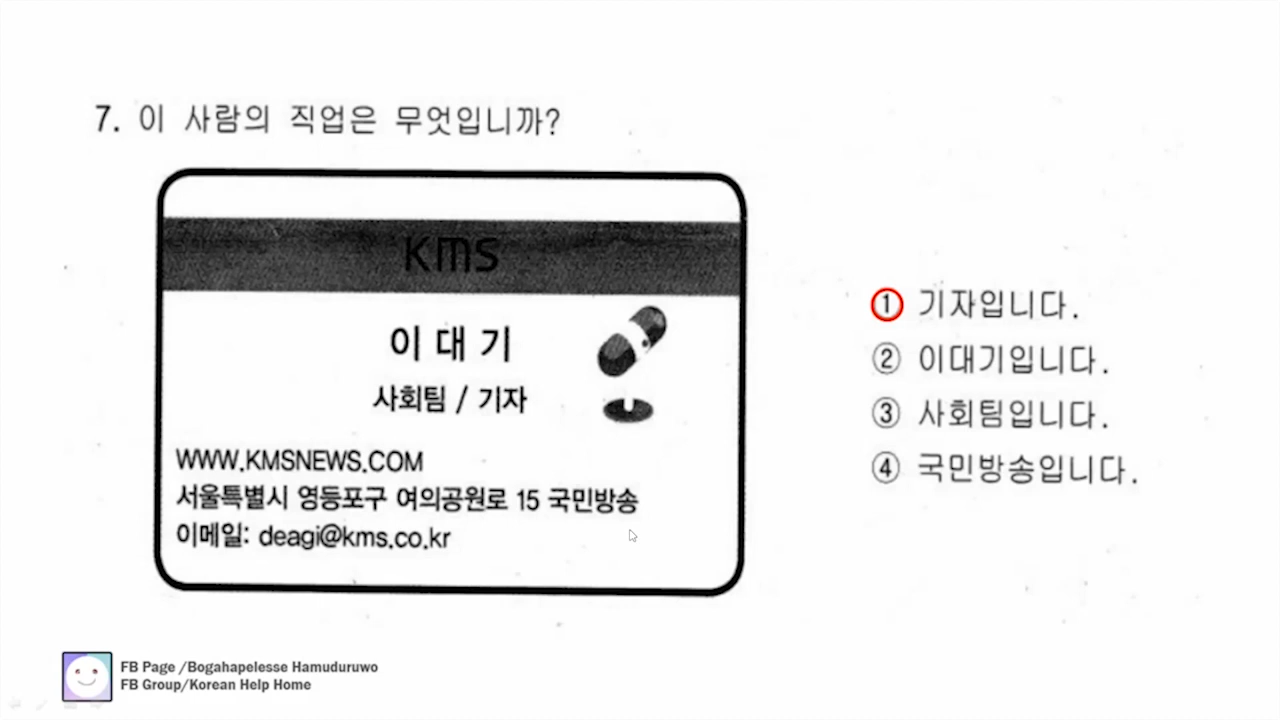 7. 이 사람의 직업은 무엇입니까?
kms
이 대 기
사회팀 / 기자
WWW.KMSNEWS.COM
서울특별시 영등포구 여의공원로 15 국민방송
이메일: deagi@kms.co.kr
① 기자입니다.
② 이대기입니다.
③ 사회팀입니다.
④ 국민방송입니다.
FB Page /Bogahapelesse Hamuduruwo
FB Group/Korean Help Home